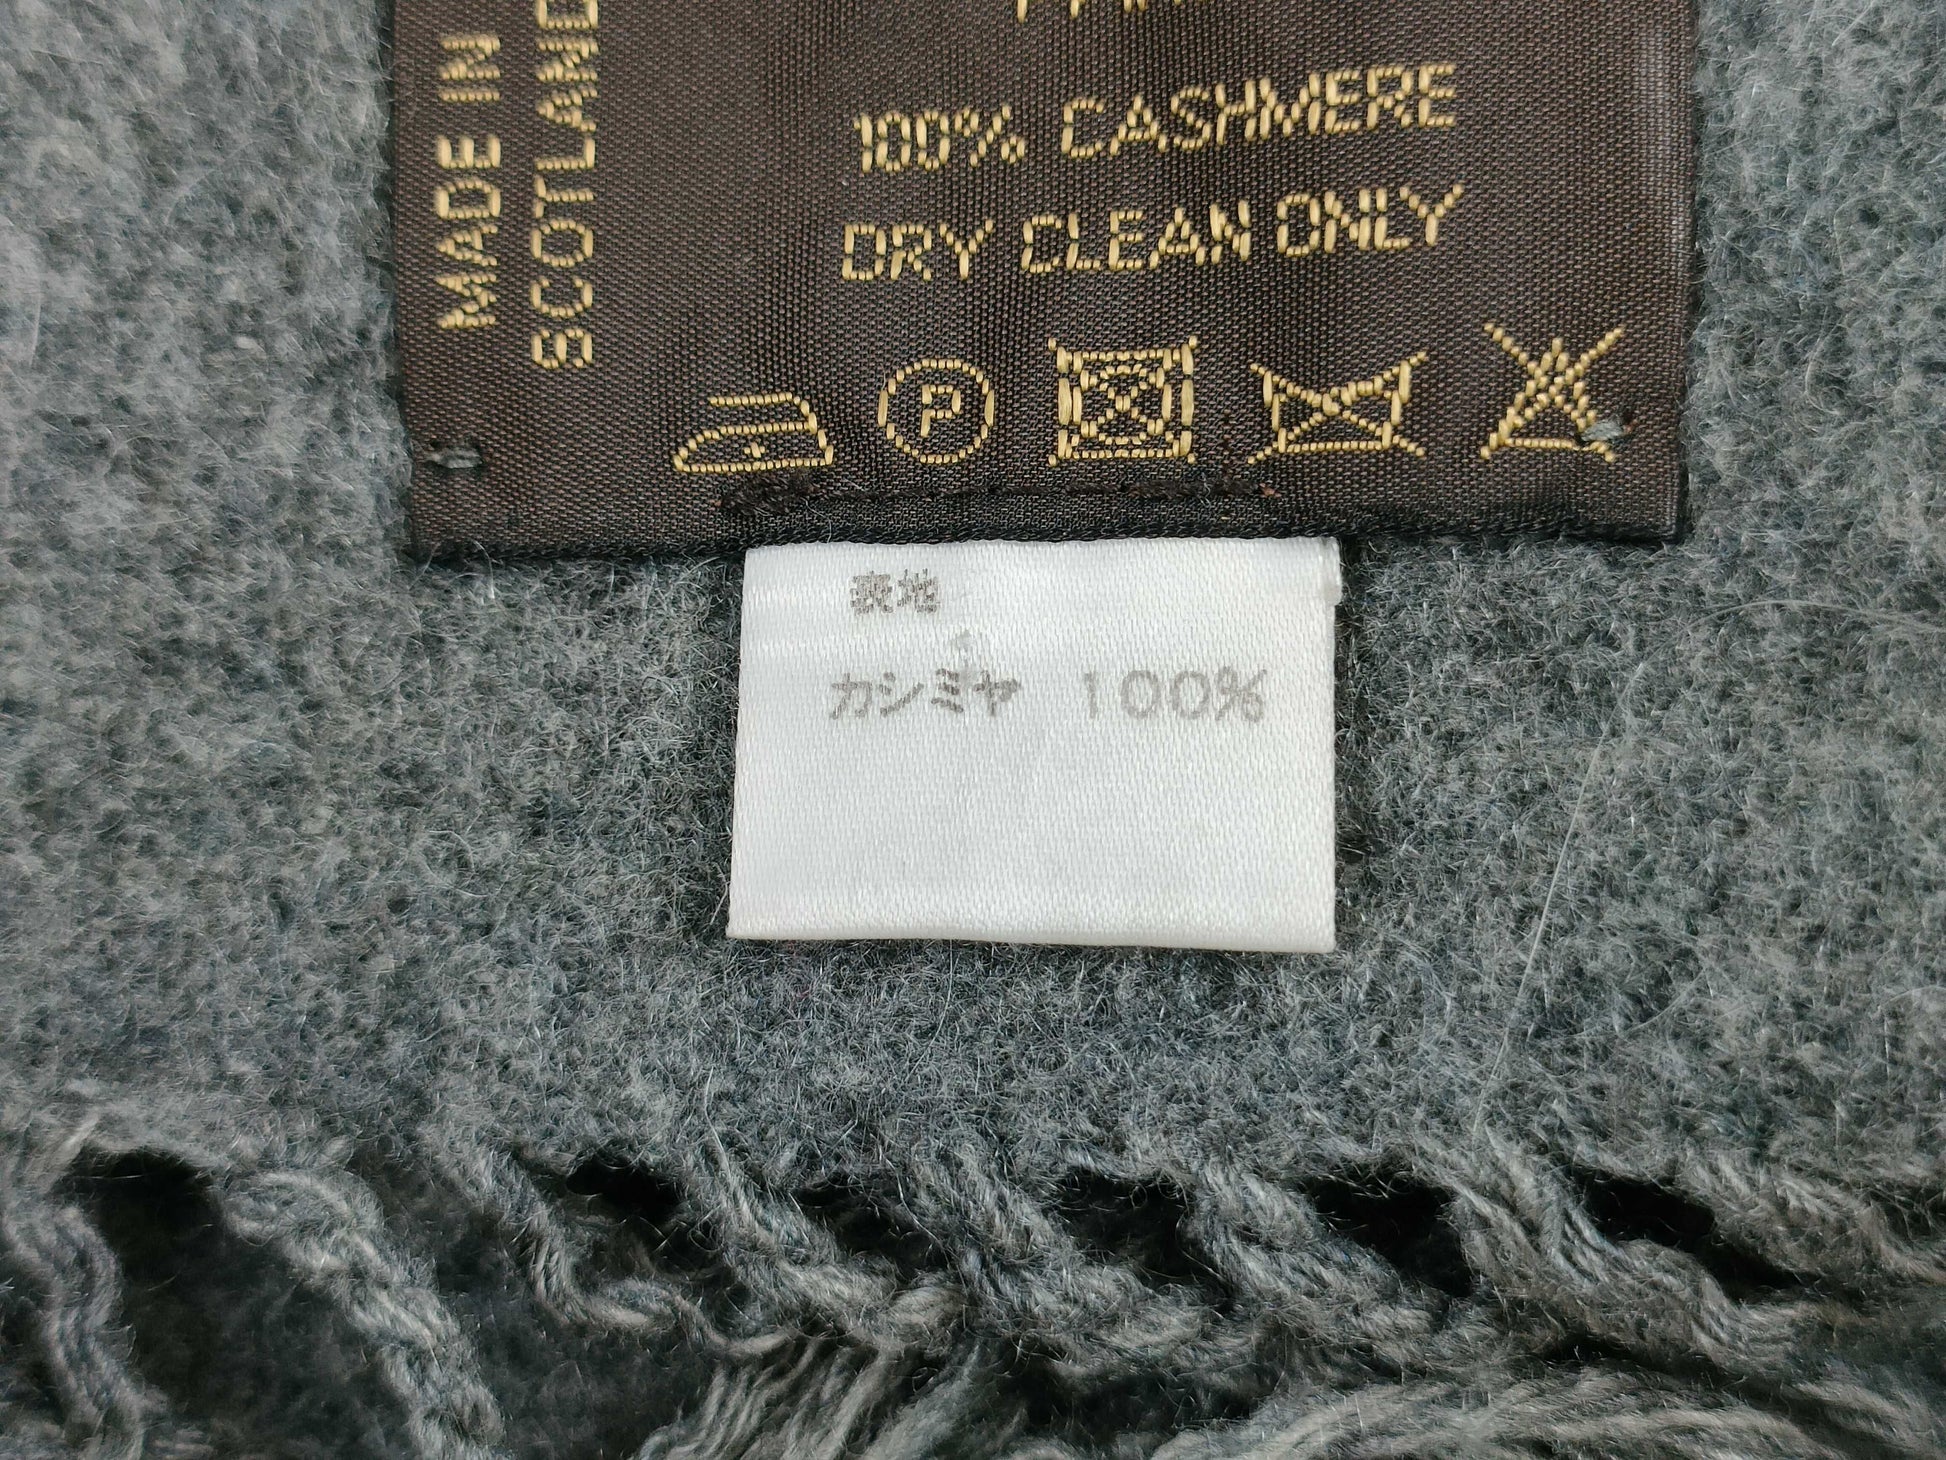 MADE IN
SCOTLAND
100% CASHMERE
DRY CLEAN ONLY
P
表地
カシミヤ 100%